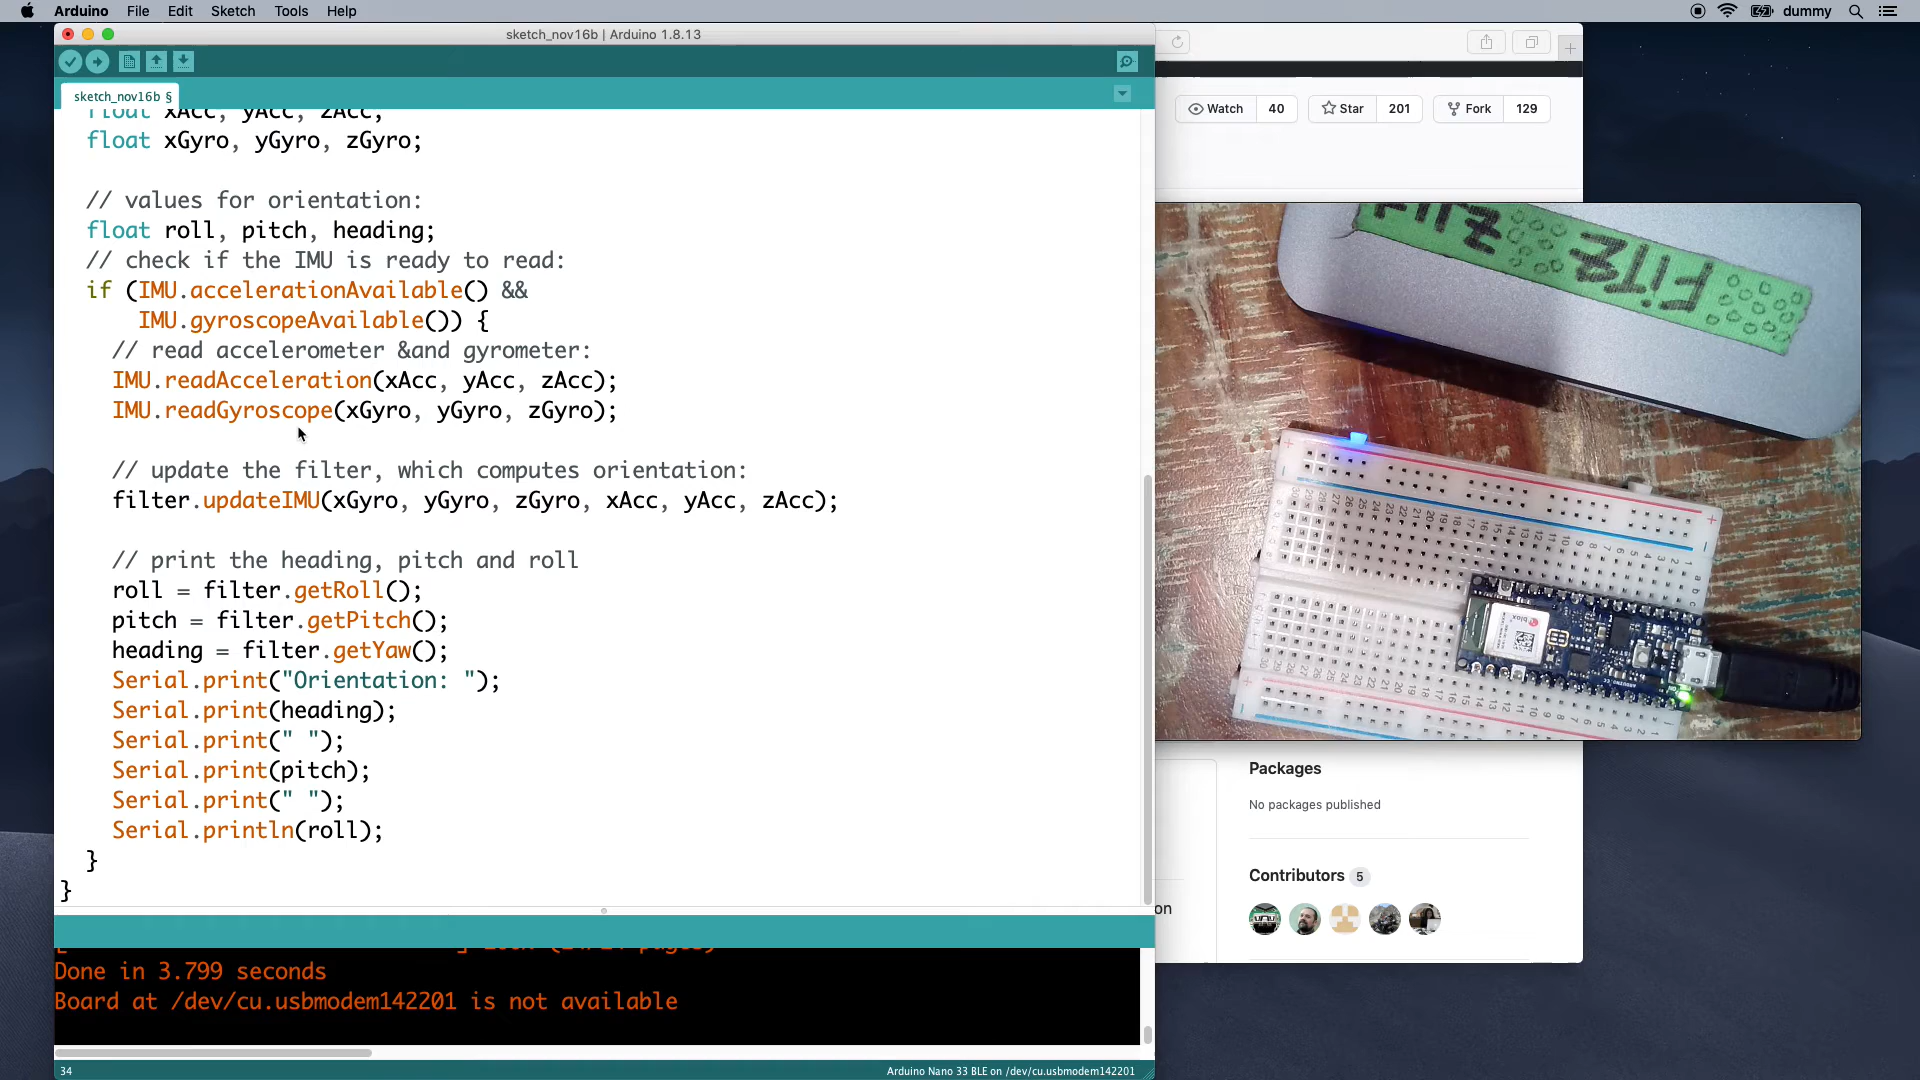 Arduino File Edit Sketch Tools Help
dummy
sketch_nov16b | Arduino 1.8.13
sketch_nov16b §
float xAcc, yAcc, zAcc;
float xGyro, yGyro, zGyro;
// values for orientation:
float roll, pitch, heading;
// check if the IMU is ready to read:
if (IMU.accelerationAvailable() &&
IMU.gyroscopeAvailable()) {
// read accelerometer &and gyrometer:
IMU.readAcceleration(xAcc, yAcc, zAcc);
IMU.readGyroscope(xGyro, yGyro, zGyro);
// update the filter, which computes orientation:
filter.updateIMU(xGyro, yGyro, zGyro, xAcc, yAcc, zAcc);
// print the heading, pitch and roll
roll = filter.getRoll();
pitch = filter.getPitch();
heading = filter.getYaw();
Serial.print("Orientation: ");
Serial.print(heading);
Serial.print(" ");
Serial.print(pitch);
Serial.print(" ");
Serial.println(roll);
}
}
Done in 3.799 seconds
Board at /dev/cu.usbmodem142201 is not available
34
Arduino Nano 33 BLE on /dev/cu.usbmodem142201
Watch 40 Star 201 Fork 129
FiTZ
Packages
No packages published
Contributors 5
on